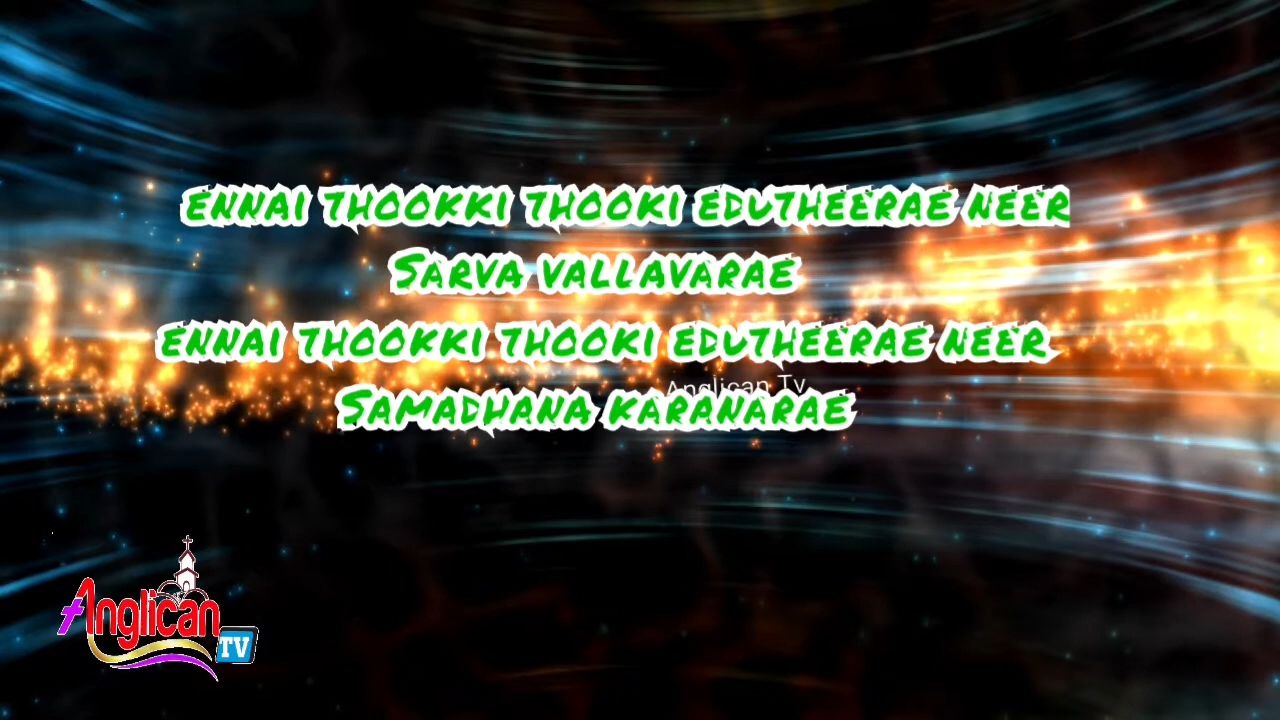 ENNAI THOOKKI THOOKI EDUTHEERAE NEER
SARVA VALLAVARAE
ENNAI THOOKKI THOOKI EDUTHEERAE NEER
Anglican Tv
SAMADHANA KARANARAE
Anglican TV